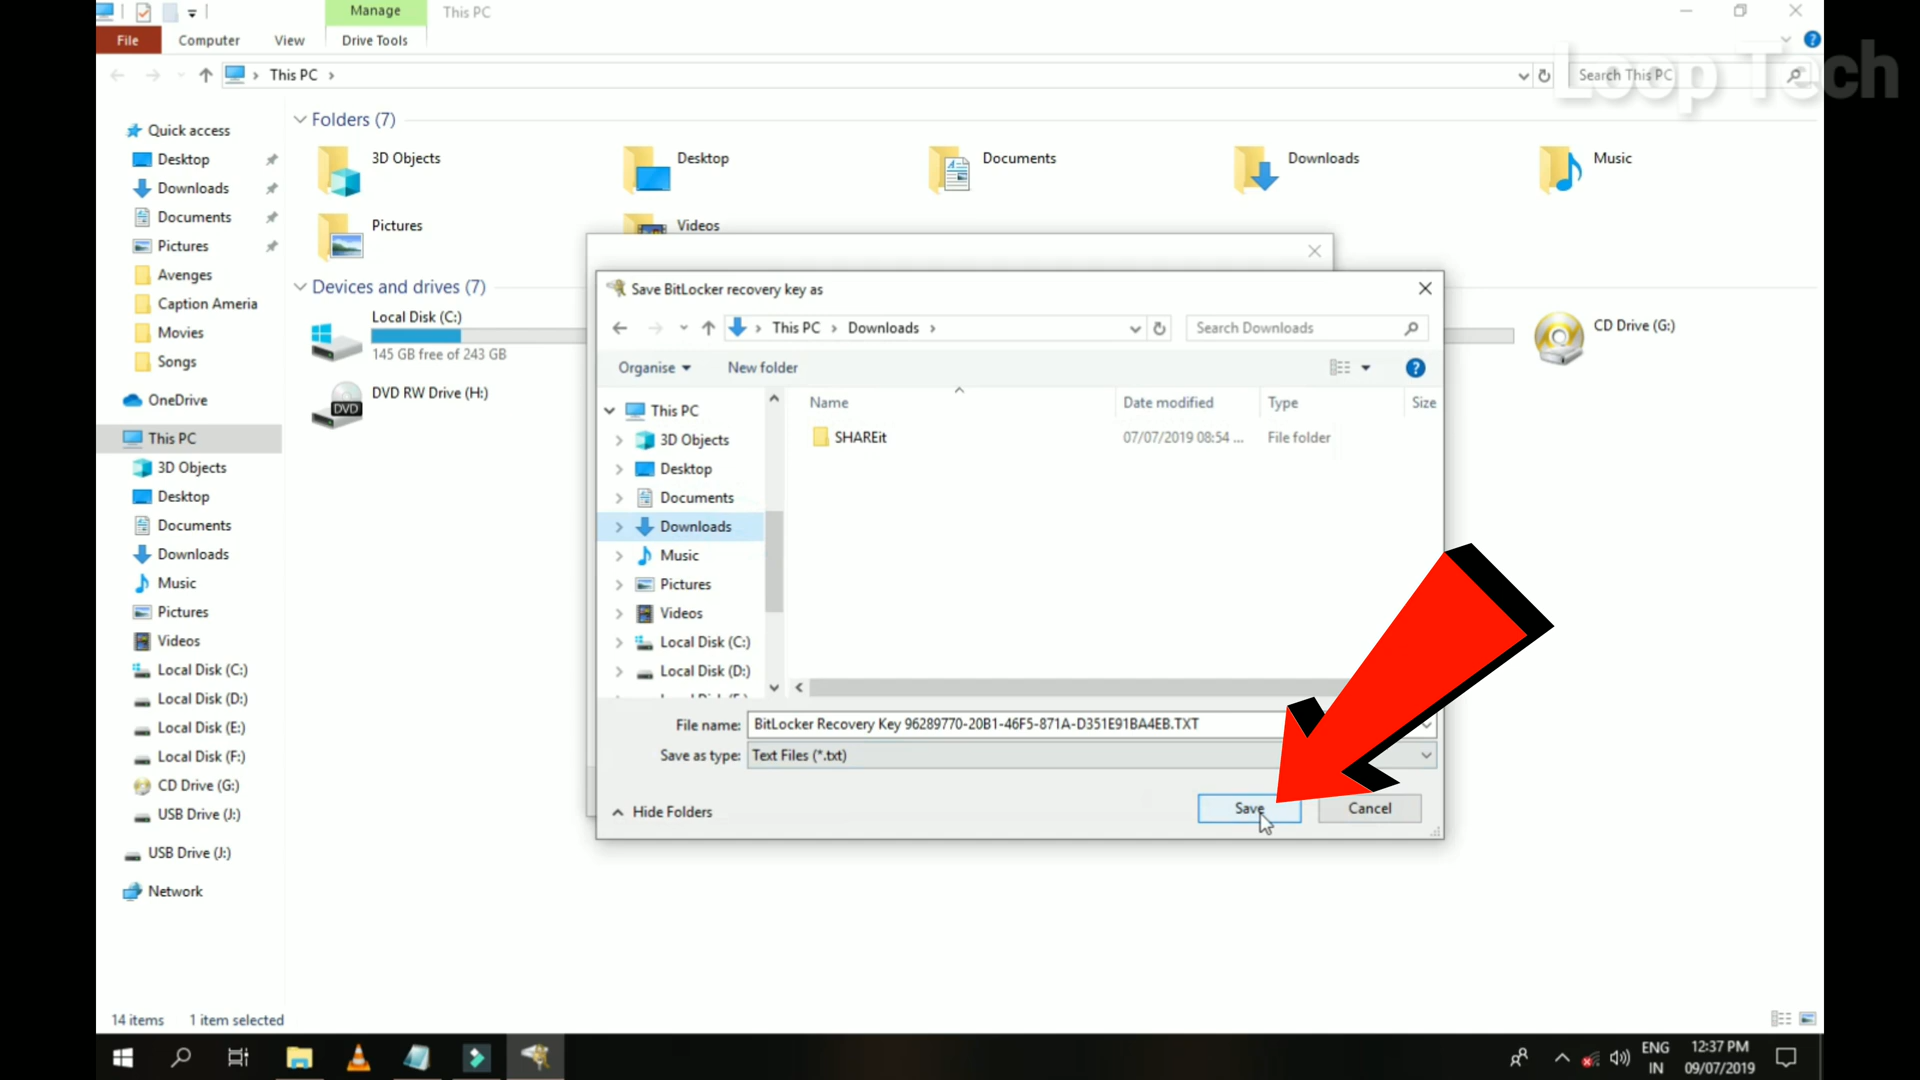 Manage
This PC
File
Computer
View
Drive Tools
This PC
Search This PC
Loop Tech
Quick access
Desktop
Downloads
Documents
Pictures
Avenges
Caption Ameria
Movies
Songs
OneDrive
This PC
3D Objects
Desktop
Documents
Downloads
Music
Pictures
Videos
Local Disk (C:)
Local Disk (D:)
Local Disk (E:)
Local Disk (F:)
CD Drive (G:)
USB Drive (J:)
USB Drive (J:)
Network
Folders (7)
3D Objects
Desktop
Documents
Downloads
Music
Pictures
Videos
Devices and drives (7)
Local Disk (C:)
145 GB free of 243 GB
CD Drive (G:)
DVD RW Drive (H:)
DVD
Save BitLocker recovery key as
This PC
Downloads
Search Downloads
Organise
New folder
This PC
3D Objects
Desktop
Documents
Downloads
Music
Pictures
Videos
Local Disk (C:)
Local Disk (D:)
Name
Date modified
Type
Size
SHAREit
07/07/2019 08:54 ...
File folder
File name:
BitLocker Recovery Key 96289770-20B1-46F5-871A-D351E91BA4EB.TXT
Save as type:
Text Files (*.txt)
Hide Folders
Save
Cancel
14 items
1 item selected
ENG
IN
12:37 PM
09/07/2019